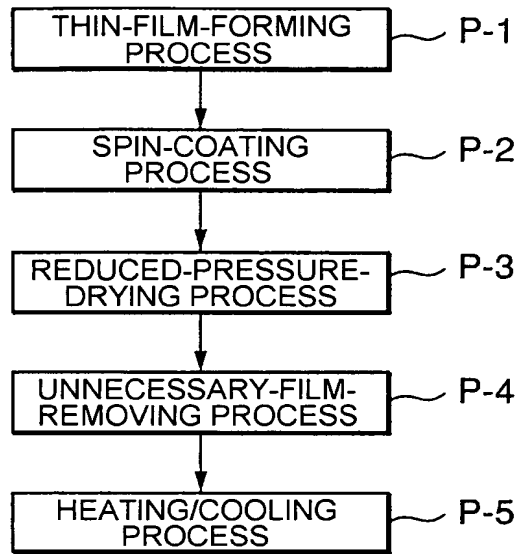 THIN-FILM-FORMING
PROCESS
P-1
SPIN-COATING
PROCESS
P-2
REDUCED-PRESSURE-
DRYING PROCESS
P-3
UNNECESSARY-FILM-
REMOVING PROCESS
P-4
HEATING/COOLING
PROCESS
P-5